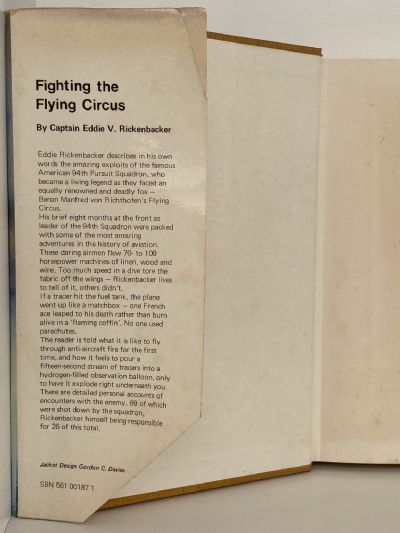 Fighting the
Flying Circus
By Captain Eddie V. Rickenbacker
Eddie Rickenbacker describes in his own
words the amazing exploits of the famous
American 94th Pursuit Squadron, who
became a living legend as they faced an
equally renowned and deadly foe —
Baron Manfred von Richthofen's Flying
Circus.
His brief eight months at the front as
leader of the 94th Squadron were packed
with some of the most amazing
adventures in the history of aviation.
These daring airmen flew 70- to 100
horsepower machines of linen, wood and
wire. Too much speed in a dive tore the
fabric off the wings — Rickenbacker lives
to tell of it, others didn't.
If a tracer hit the fuel tank, the plane
went up like a matchbox — one French
ace leaped to his death rather than burn
alive in a 'flaming coffin'. No one used
parachutes.
The reader is told what it is like to fly
through anti-aircraft fire for the first
time, and how it feels to pour a
fifteen-second stream of tracers into a
hydrogen-filled observation balloon, only
to have it explode right underneath you.
There are detailed personal accounts of
encounters with the enemy, 69 of which
were shot down by the squadron,
Rickenbacker himself being responsible
for 26 of this total.
Jacket Design Gordon C. Davies
SBN 561 00187 1